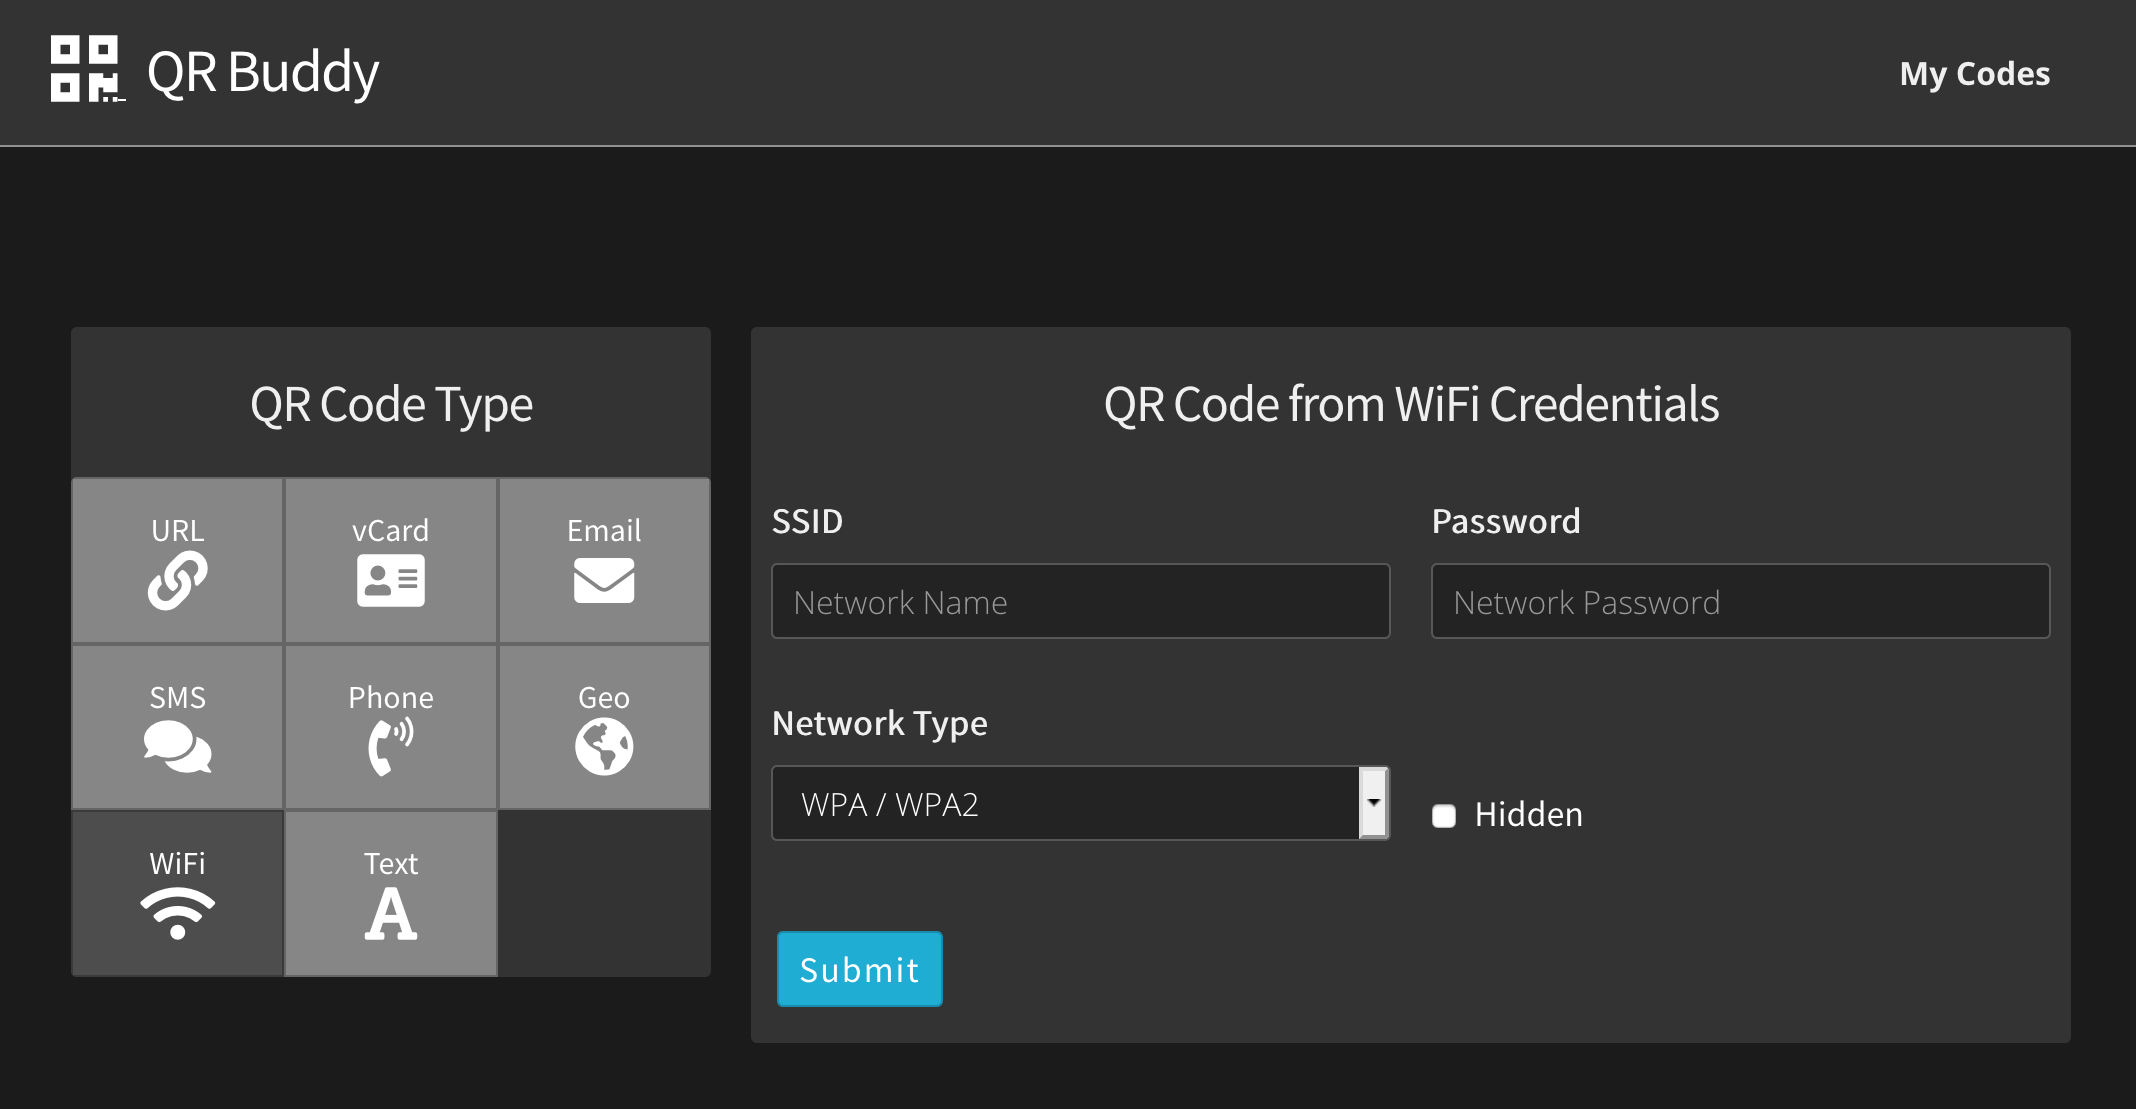 QR Buddy
My Codes
QR Code Type
URL
vCard
Email
SMS
Phone
Geo
WiFi
Text
QR Code from WiFi Credentials
SSID
Password
Network Name
Network Password
Network Type
WPA / WPA2
Hidden
Submit